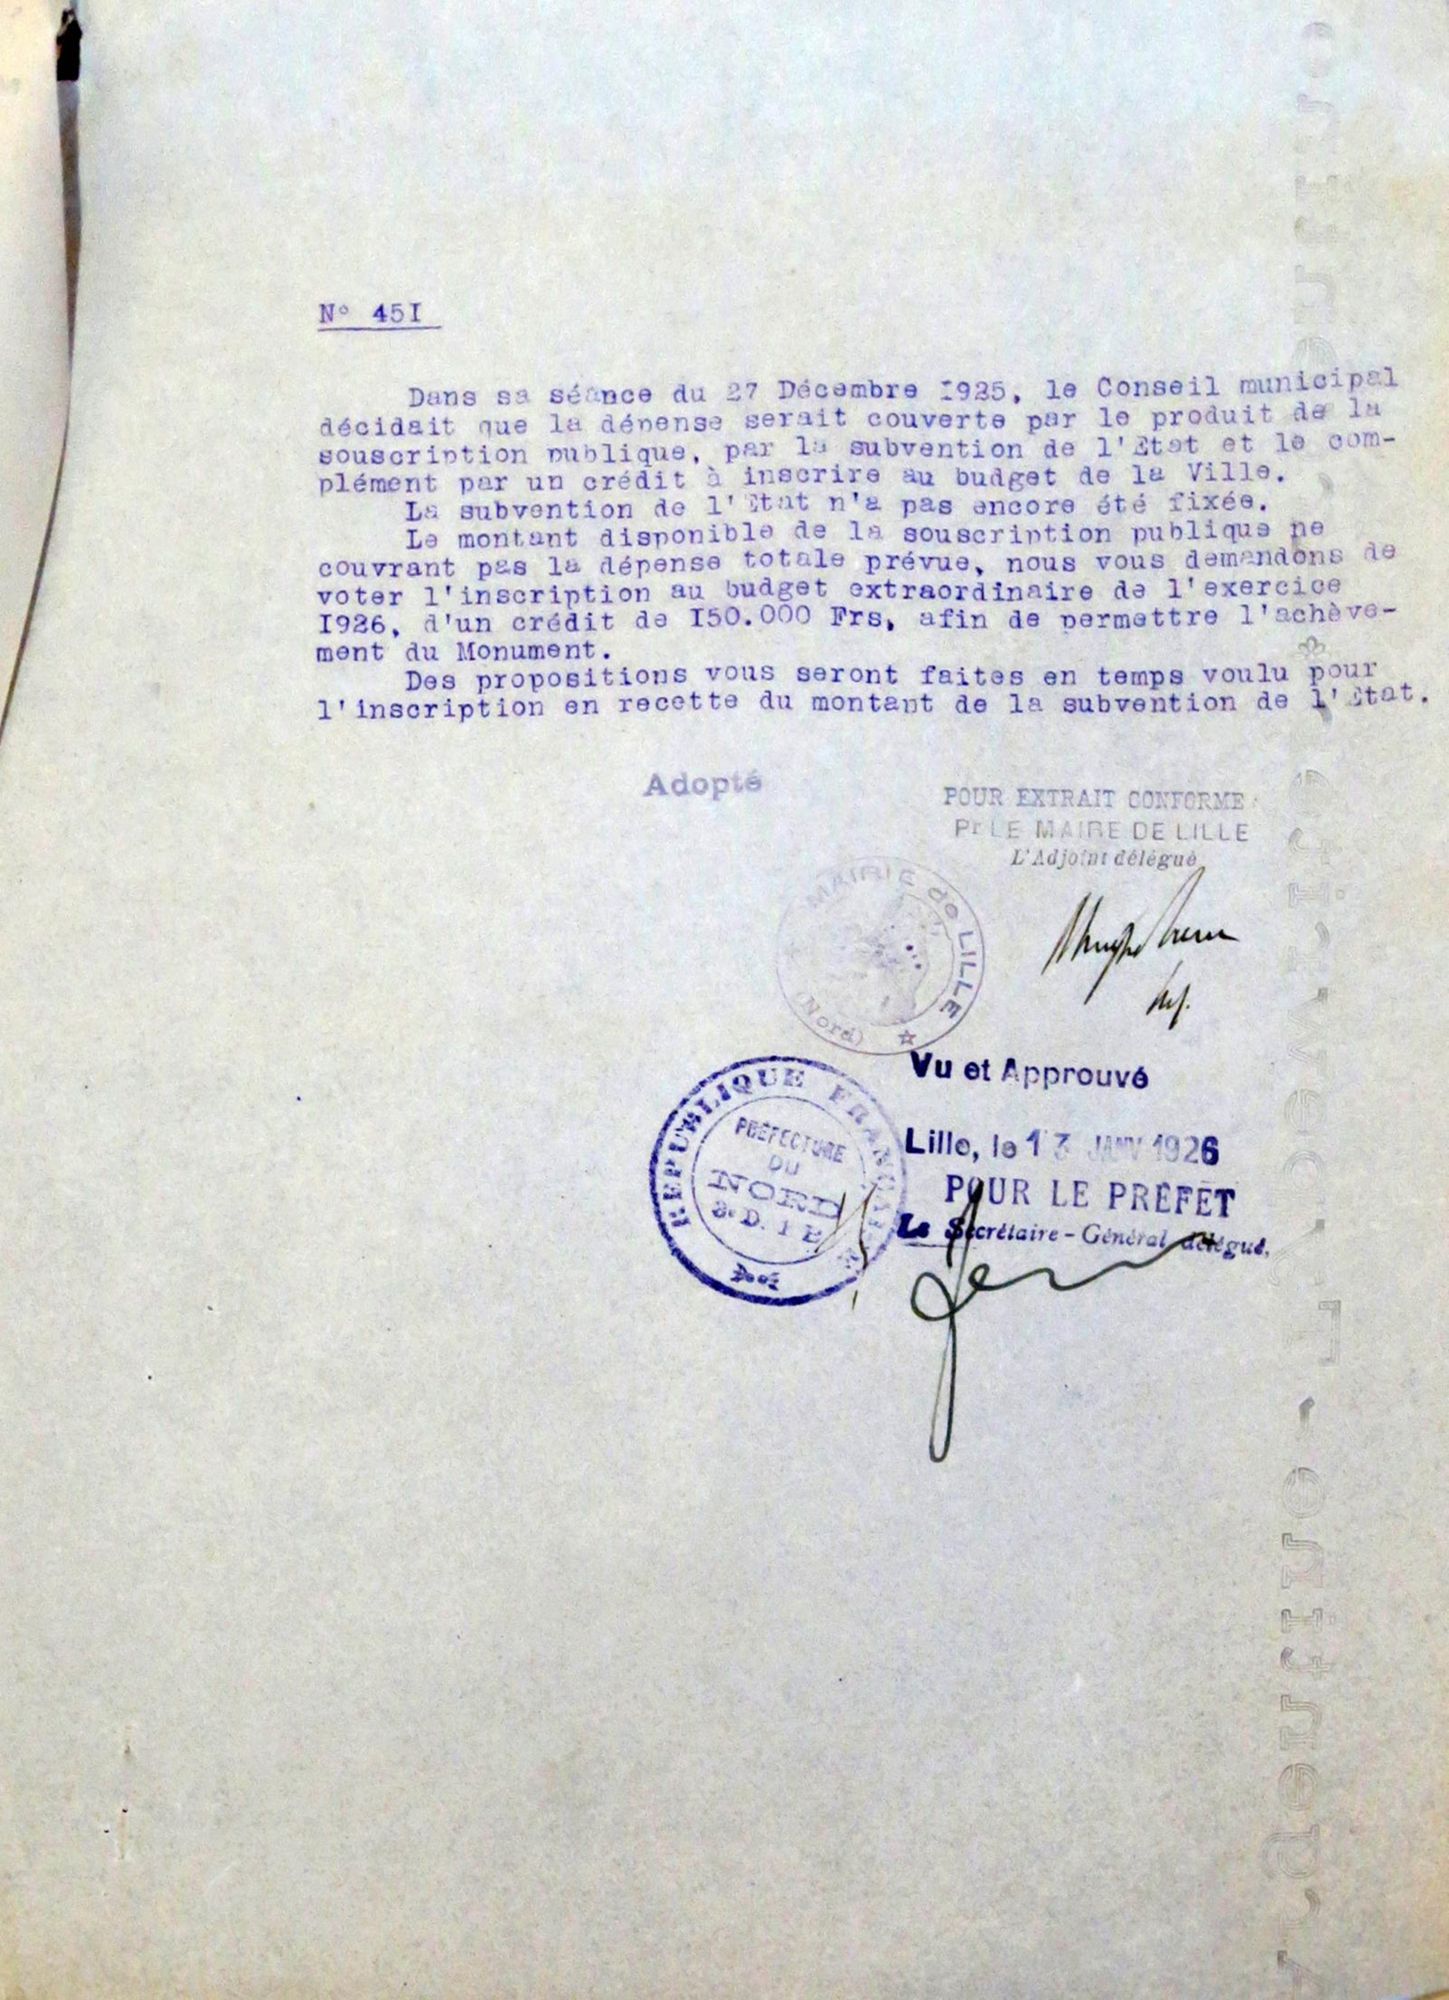 N° 45I
Dans sa séance du 27 Décembre 1925, le Conseil municipal
décidait que la dépense serait couverte par le produit de la
souscription publique, par la subvention de l'Etat et le com-
plément par un crédit à inscrire au budget de la Ville.
La subvention de l'Etat n'a pas encore été fixée.
Le montant disponible de la souscription publique ne
couvrant pas la dépense totale prévue, nous vous demandons de
voter l'inscription au budget extraordinaire de l'exercice
I926, d'un crédit de I50.000 Frs, afin de permettre l'achève-
ment du Monument.
Des propositions vous seront faites en temps voulu pour
l'inscription en recette du montant de la subvention de l'Etat.
Adopté
POUR EXTRAIT CONFORME
Pr LE MAIRE DE LILLE
L'Adjoint délégué
MAIRIE de LILLE
(Nord)
Vu et Approuvé
REPUBLIQUE FRANÇAISE
PRÉFECTURE
DU
NORD
Lille, le 13 JANV 1926
POUR LE PRÉFET
Le Secrétaire-Général délégué,